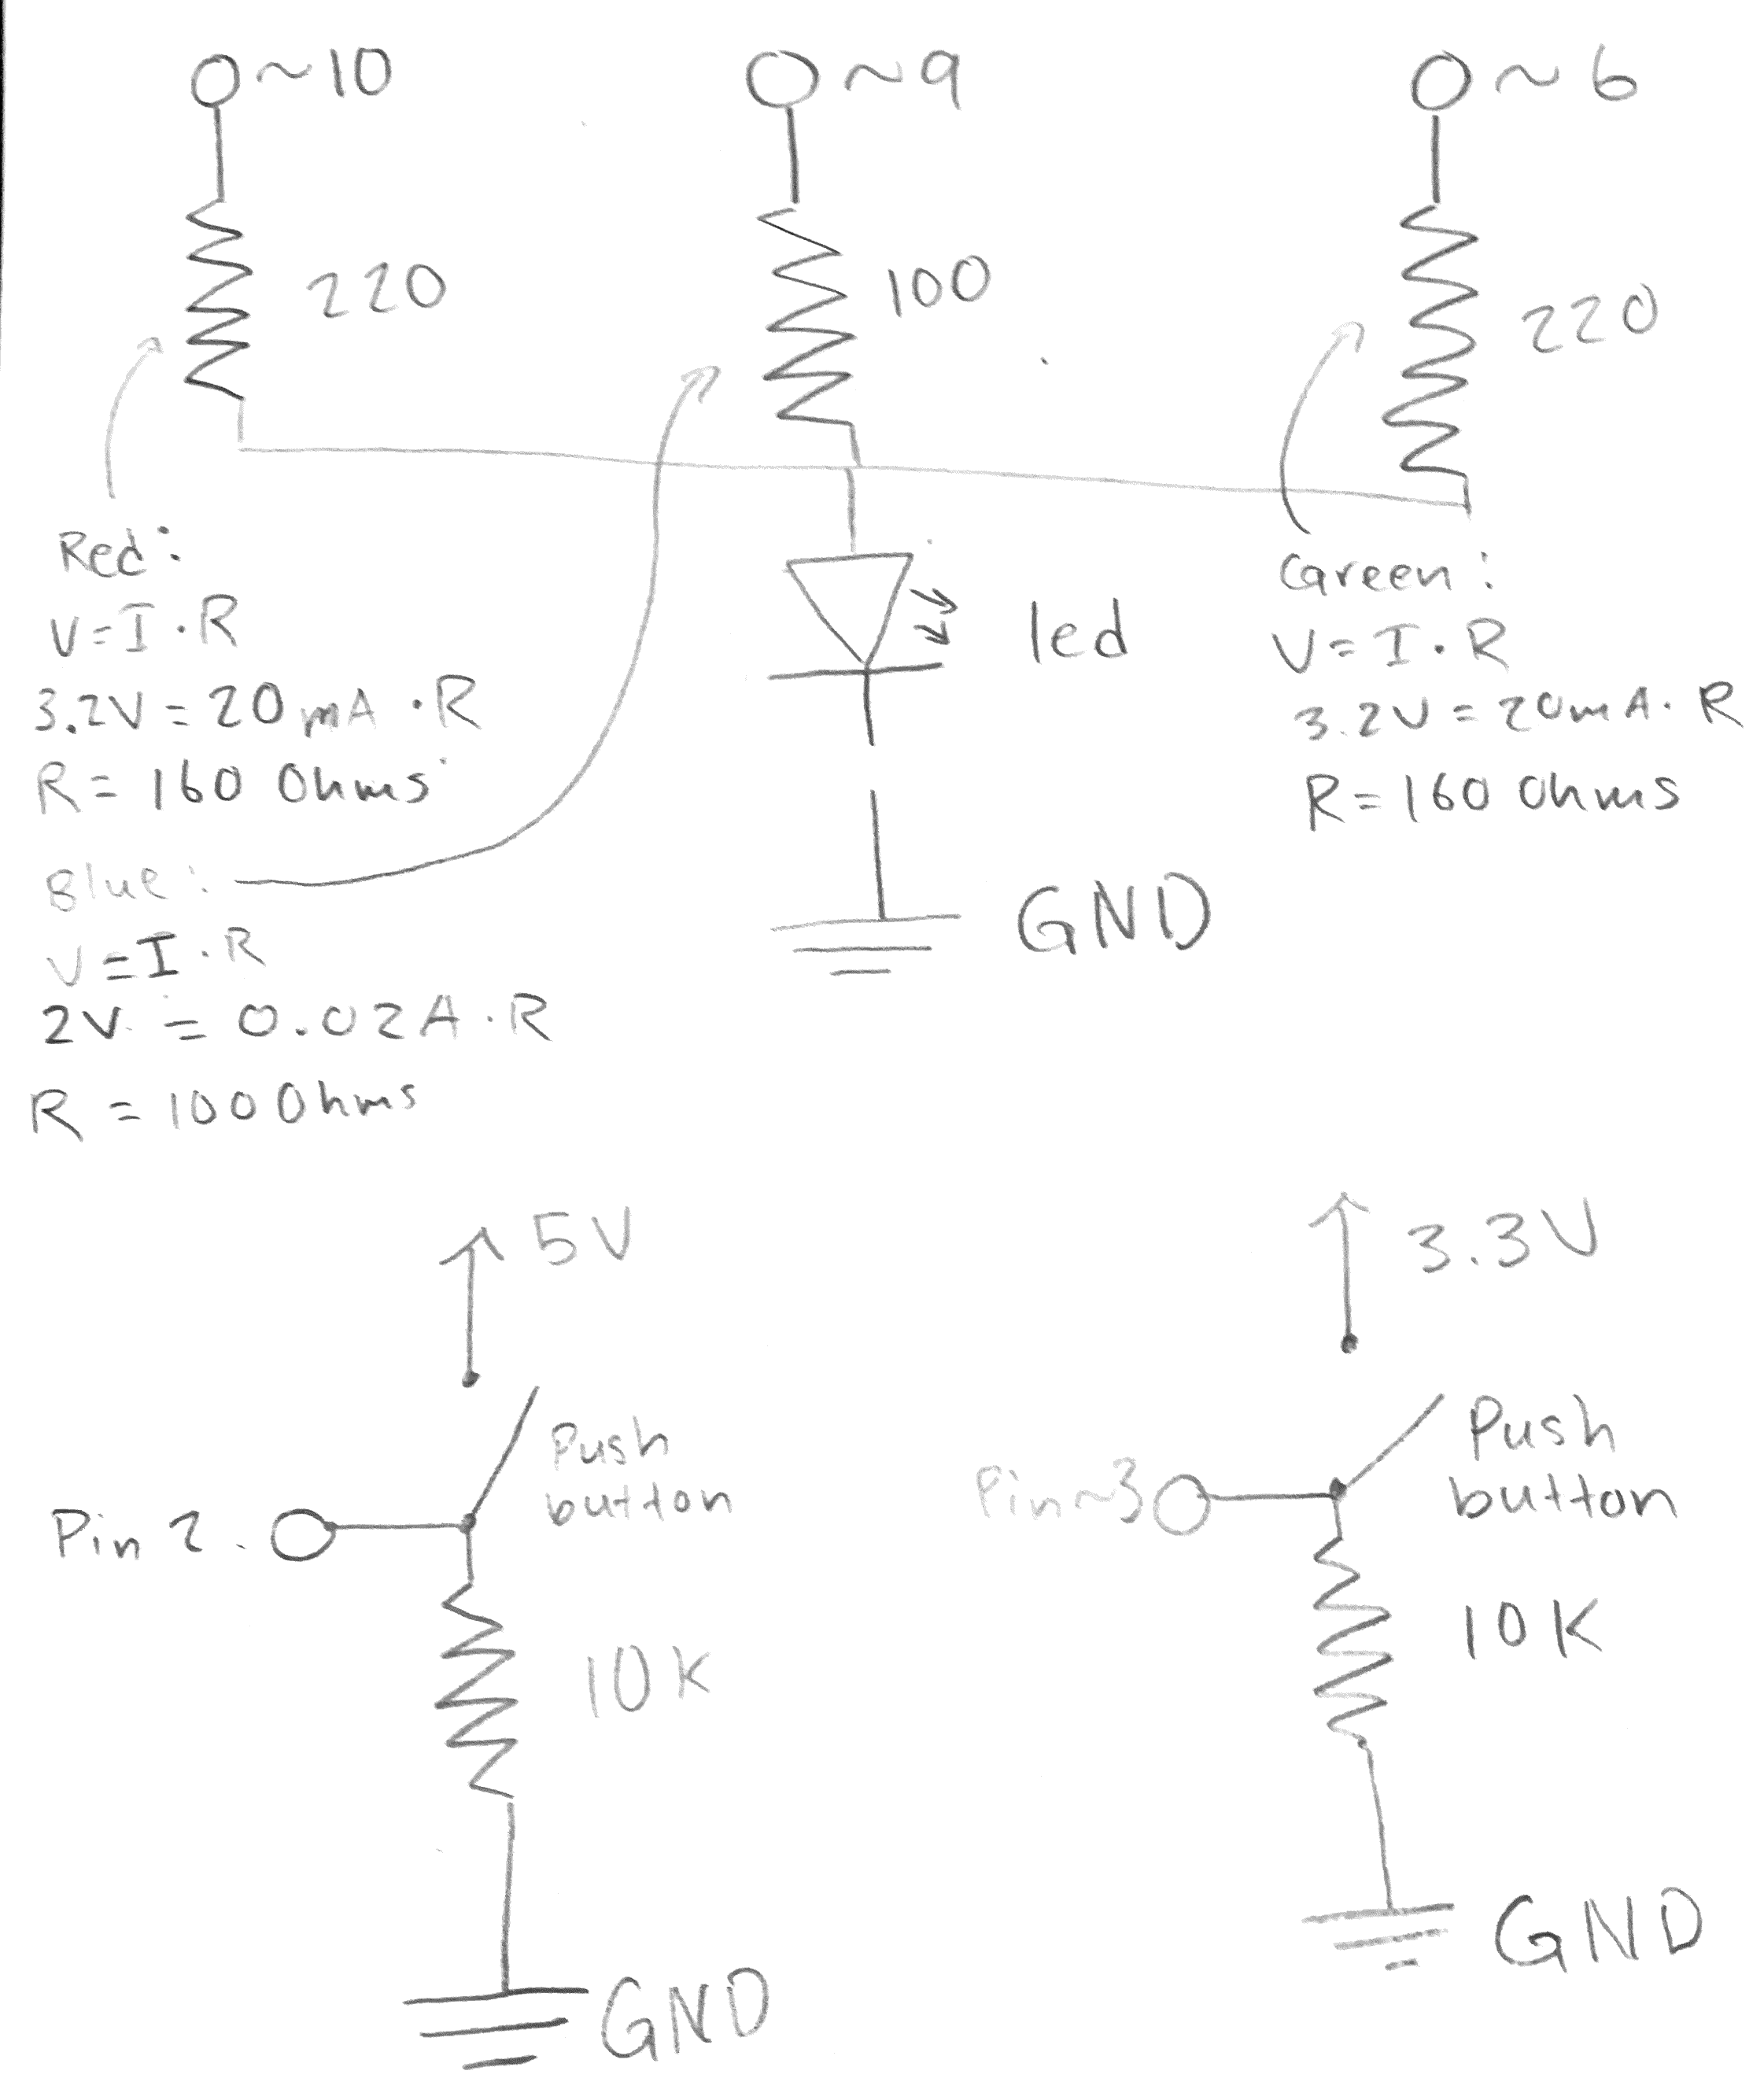 ~10
~9
~6
220
100
220
Red:
V=I·R
3.2V=20mA·R
R=160 Ohms
led
Green:
V=I·R
3.2V=20mA·R
R=160 Ohms
Blue:
V=I·R
2V=0.02A·R
R=100 Ohms
GND
5V
Push
button
Pin 2.
10K
GND
3.3V
Push
button
Pin~3
10K
GND